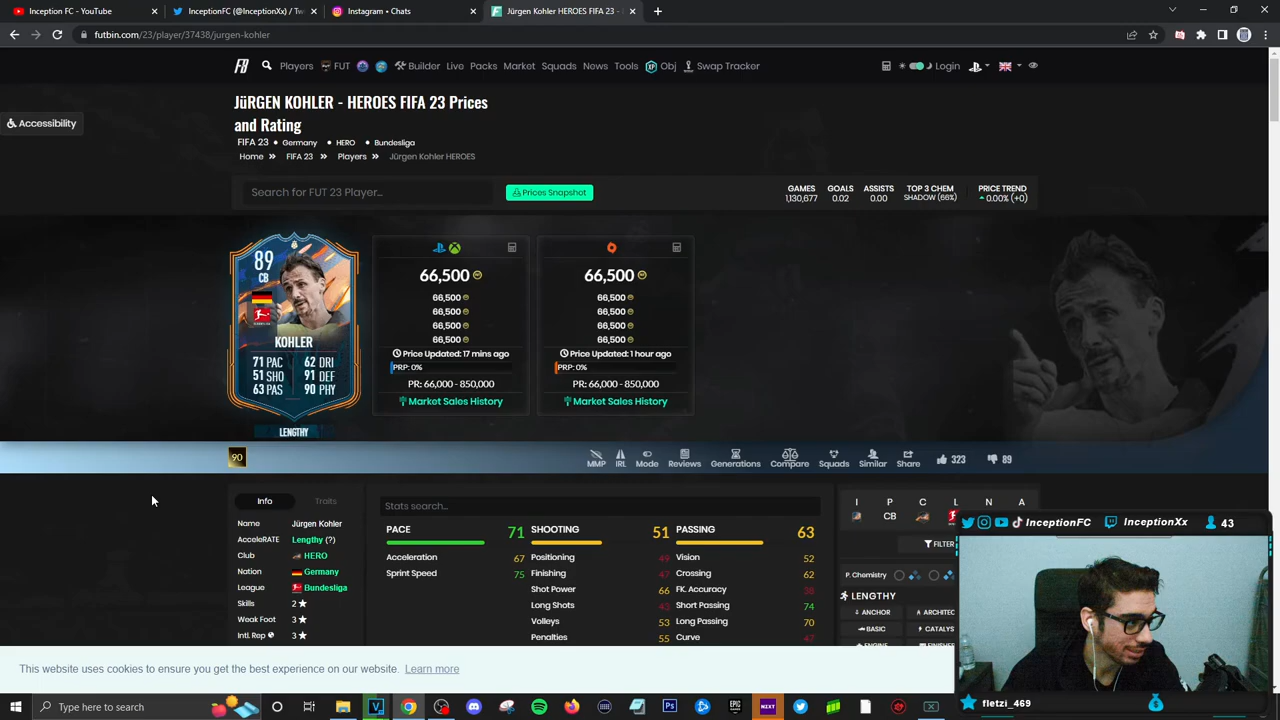 Inception FC - YouTube
InceptionFC (@InceptionXx) / Tw
Instagram • Chats
Jürgen Kohler HEROES FIFA 23 -
futbin.com/23/player/37438/jurgen-kohler
Players
FUT
Builder
Live
Packs
Market
Squads
News
Tools
Obj
Swap Tracker
Login
JüRGEN KOHLER - HEROES FIFA 23 Prices
and Rating
Accessibility
FIFA 23 • Germany • HERO • Bundesliga
Home » FIFA 23 » Players » Jürgen Kohler HEROES
Search for FUT 23 Player...
Prices Snapshot
GAMES
1,130,677
GOALS
0.02
ASSISTS
0.00
TOP 3 CHEM
SHADOW (66%)
PRICE TREND
0.00% (+0)
89
CB
KOHLER
71 PAC 62 DRI
51 SHO 91 DEF
63 PAS 90 PHY
LENGTHY
66,500
66,500
66,500
66,500
66,500
Price Updated: 17 mins ago
PRP: 0%
PR: 66,000 - 850,000
Market Sales History
66,500
66,500
66,500
66,500
66,500
Price Updated: 1 hour ago
PRP: 0%
PR: 66,000 - 850,000
Market Sales History
90
MMP
IRL
Mode
Reviews
Generations
Compare
Squads
Similar
Share
323
89
Info
Traits
Name Jürgen Kohler
AcceleRATE Lengthy (?)
Club HERO
Nation Germany
League Bundesliga
Skills 2
Weak Foot 3
Intl. Rep 3
Stats search...
PACE 71
Acceleration 67
Sprint Speed 75
SHOOTING 51
Positioning 49
Finishing 47
Shot Power 66
Long Shots 43
Volleys 53
Penalties 55
PASSING 63
Vision 52
Crossing 62
FK. Accuracy 38
Short Passing 74
Long Passing 70
Curve 47
I P C L N A
CB
FILTER
P. Chemistry
LENGTHY
ANCHOR
ARCHITEC
BASIC
CATALYS
InceptionFC
InceptionXx
43
This website uses cookies to ensure you get the best experience on our website. Learn more
Type here to search
fletzi_469